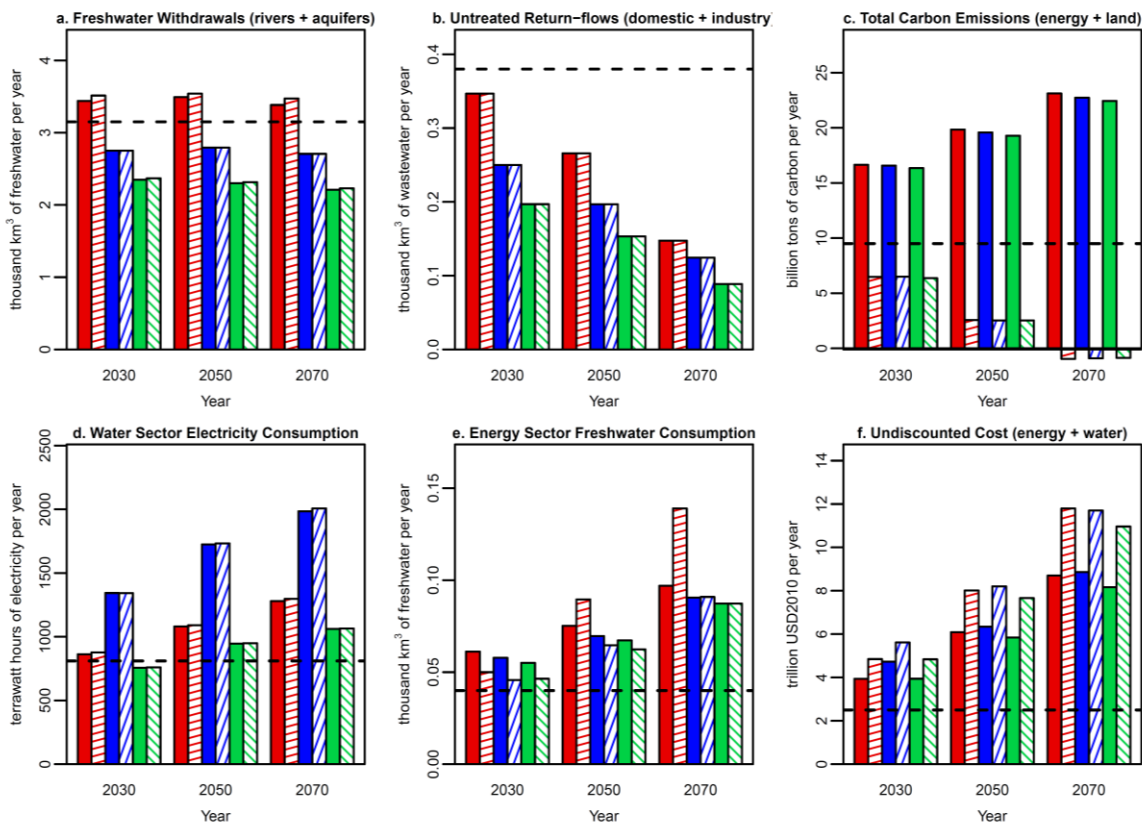 a. Freshwater Withdrawals (rivers + aquifers)
thousand km³ of freshwater per year
0
1
2
3
4
2030
2050
2070
Year
b. Untreated Return−flows (domestic + industry)
thousand km³ of wastewater per year
0.0
0.1
0.2
0.3
0.4
2030
2050
2070
Year
c. Total Carbon Emissions (energy + land)
billion tons of carbon per year
0
5
10
15
20
25
2030
2050
2070
Year
d. Water Sector Electricity Consumption
terrawatt hours of electricity per year
0
500
1000
1500
2000
2500
2030
2050
2070
Year
e. Energy Sector Freshwater Consumption
thousand km³ of freshwater per year
0.00
0.05
0.10
0.15
2030
2050
2070
Year
f. Undiscounted Cost (energy + water)
trillion USD2010 per year
0
2
4
6
8
10
12
14
2030
2050
2070
Year